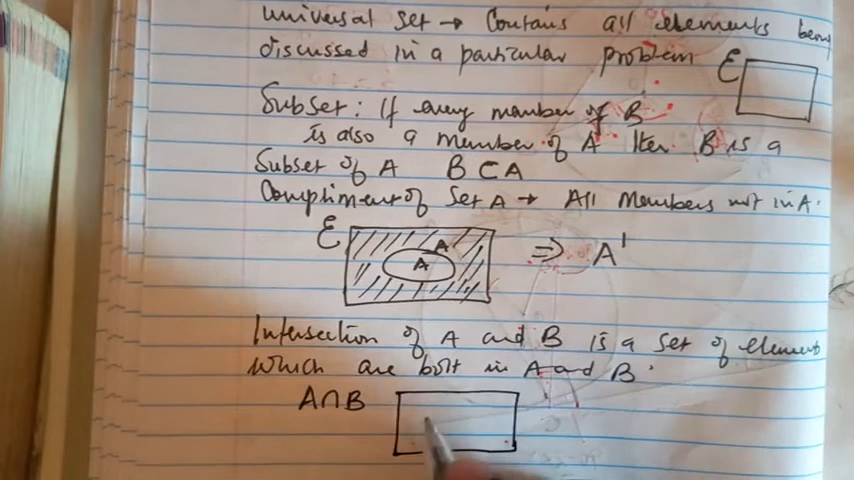 Universal set → Contains all elements being
discussed in a particular problem ℰ
Subset: If every member of B
is also a member of A then B is a
Subset of A B ⊂ A
Compliment of Set A → All members not in A.
ℰ A A ⇒ A'
Intersection of A and B is a set of element
which are both in A and B.
A∩B